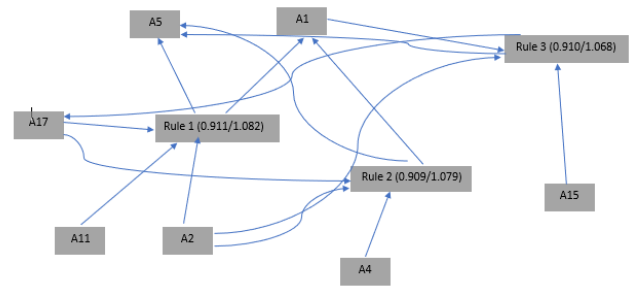 A5
A1
Rule 3 (0.910/1.068)
A17
Rule 1 (0.911/1.082)
Rule 2 (0.909/1.079)
A15
A11
A2
A4